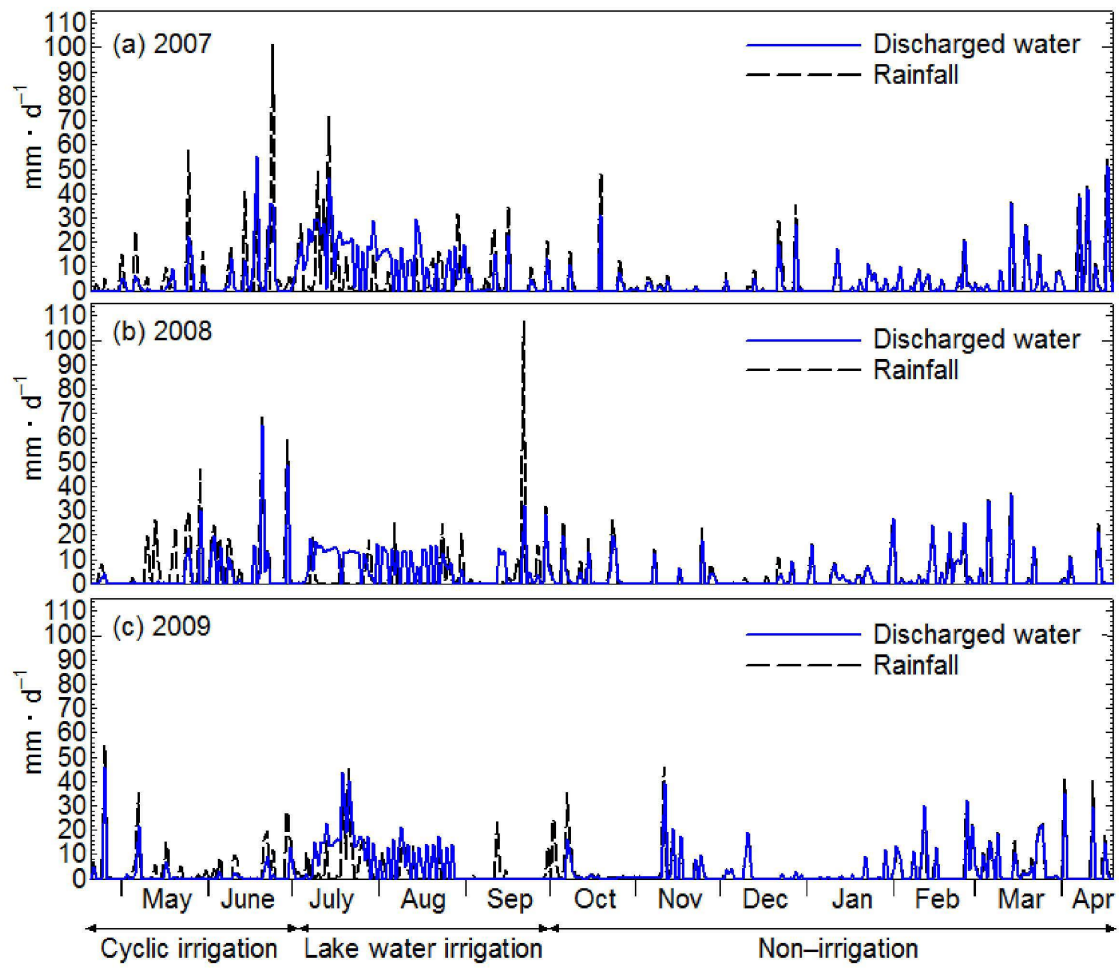 (a) 2007
Discharged water
Rainfall
mm · d⁻¹
110
100
90
80
70
60
50
40
30
20
10
0
(b) 2008
Discharged water
Rainfall
mm · d⁻¹
110
100
90
80
70
60
50
40
30
20
10
0
(c) 2009
Discharged water
Rainfall
mm · d⁻¹
110
100
90
80
70
60
50
40
30
20
10
0
May June July Aug Sep Oct Nov Dec Jan Feb Mar Apr
Cyclic irrigation Lake water irrigation Non–irrigation